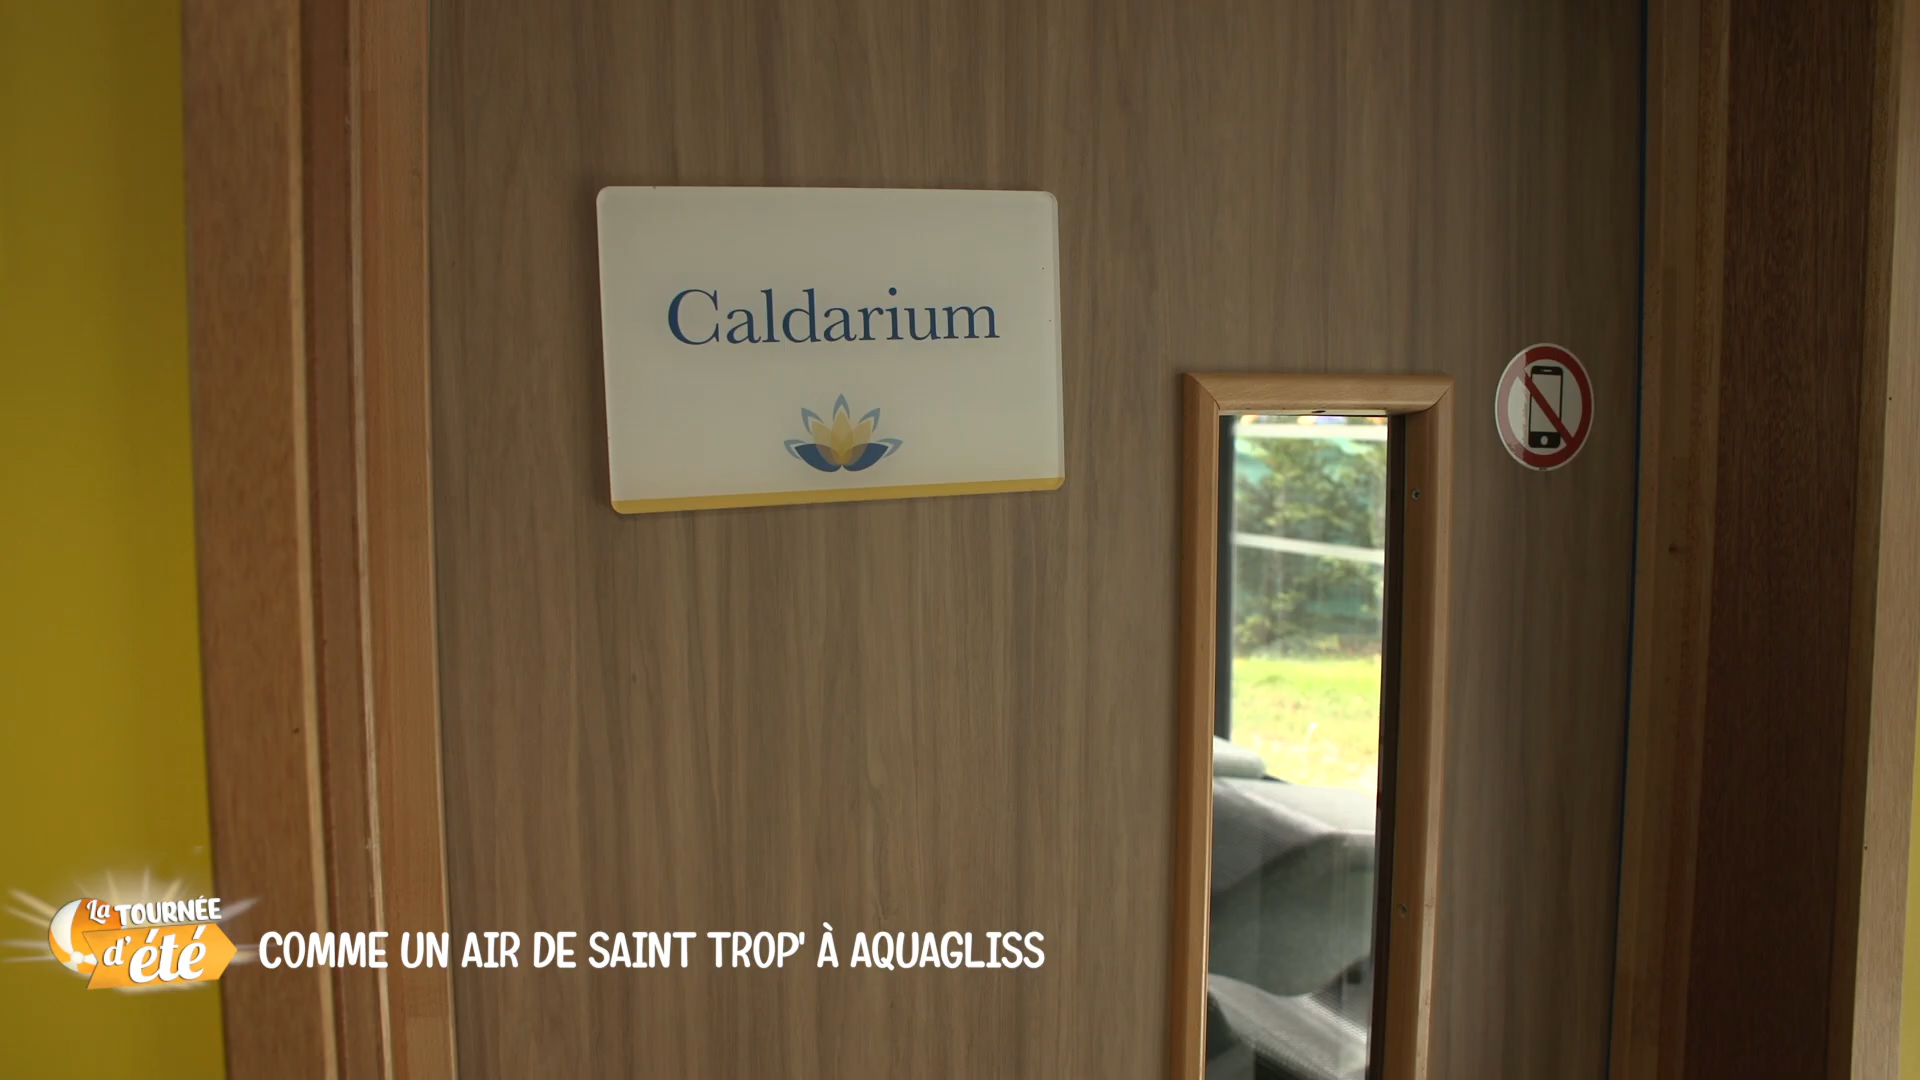 Caldarium
La TOURNÉE
d'été
COMME UN AIR DE SAINT TROP' À AQUAGLISS